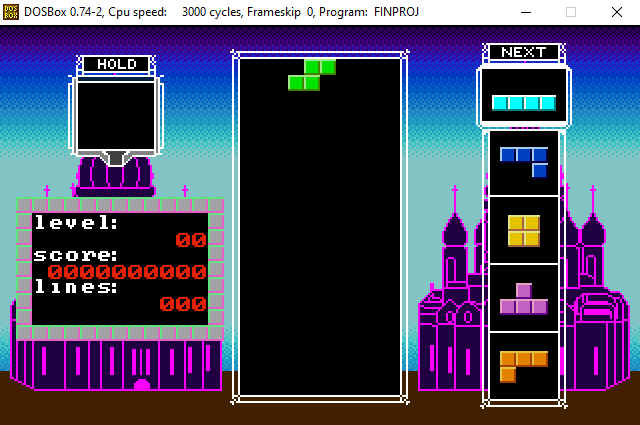 DOSBox 0.74-2, Cpu speed: 3000 cycles, Frameskip 0, Program: FINPROJ
HOLD
NEXT
level:
00
score:
0000000000
lines:
000